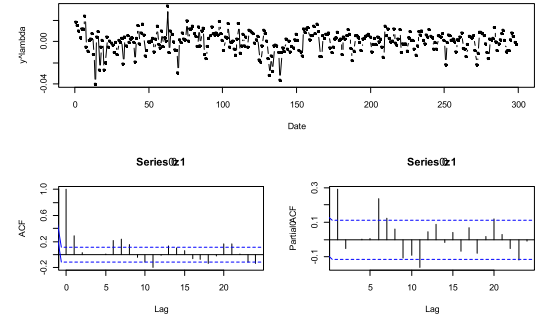 y^lambda
0.00
-0.04
0 50 100 150 200 250 300
Date
Series z1
ACF
1.0
0.6
0.2
-0.2
0 5 10 15 20
Lag
Series z1
Partial ACF
0.3
0.1
-0.1
5 10 15 20
Lag